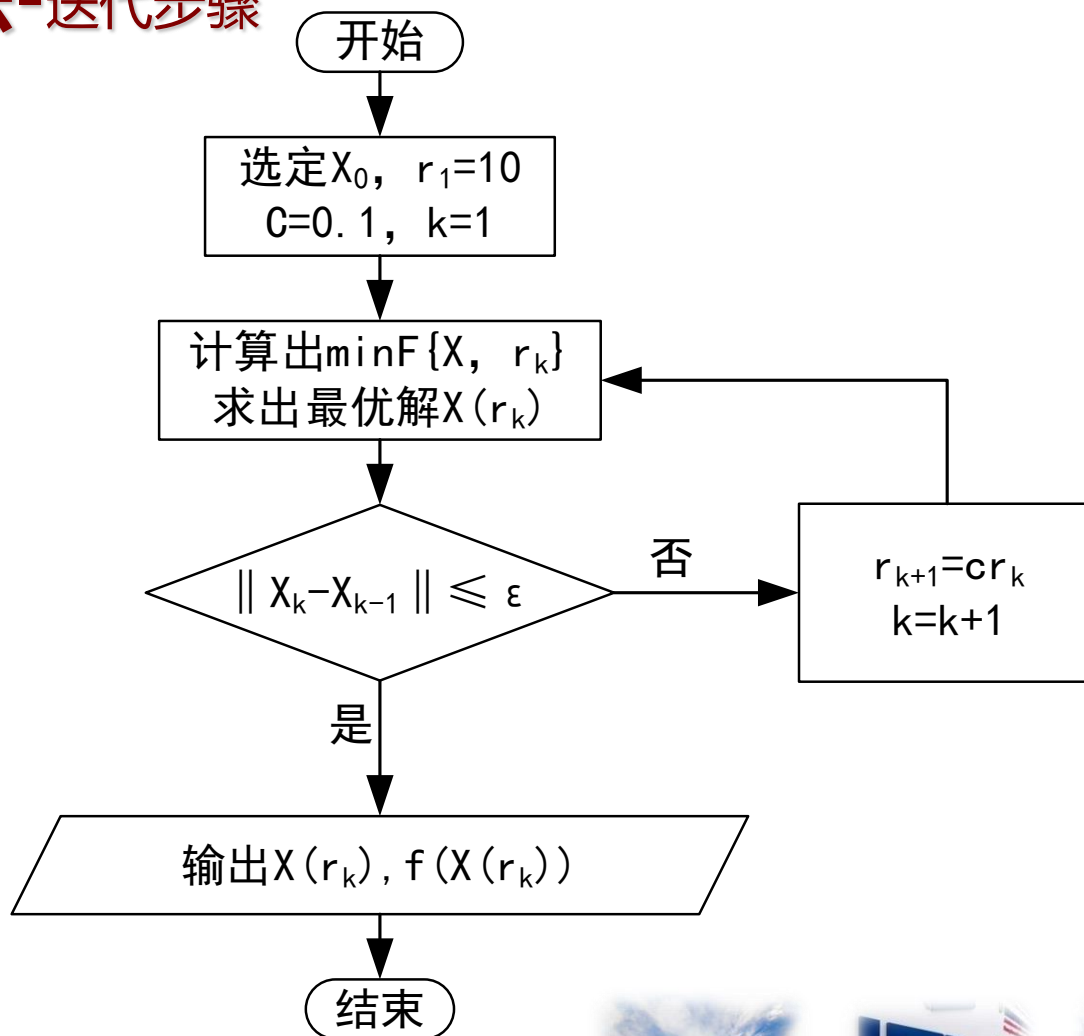 -迭代步骤
开始
选定X₀, r₁=10
C=0.1, k=1
计算出minF{X, rₖ}
求出最优解X(rₖ)
‖Xₖ-Xₖ₋₁‖≤ε
否
rₖ₊₁=crₖ
k=k+1
是
输出X(rₖ),f(X(rₖ))
结束